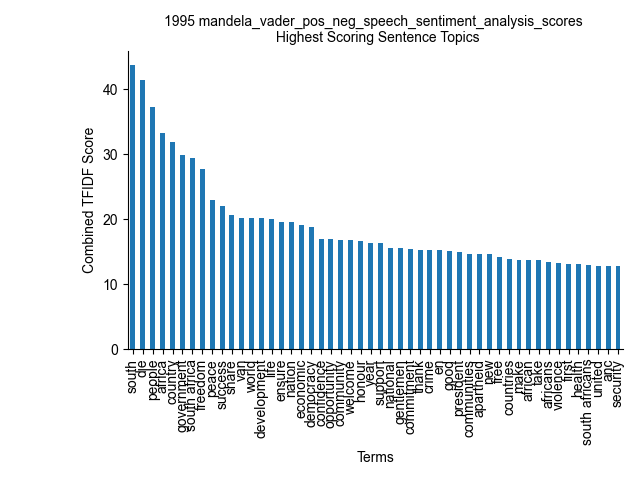 1995 mandela_vader_pos_neg_speech_sentiment_analysis_scores
Highest Scoring Sentence Topics
Combined TFIDF Score
40
30
20
10
0
south
die
people
africa
country
government
south africa
freedom
peace
success
share
van
world
development
life
ensure
nation
economic
democracy
confidence
opportunity
community
welcome
honour
year
support
national
gentlemen
commitment
thank
crime
en
good
president
communities
apartheid
new
free
countries
make
african
take
africans
violence
first
health
south africans
united
anc
security
Terms